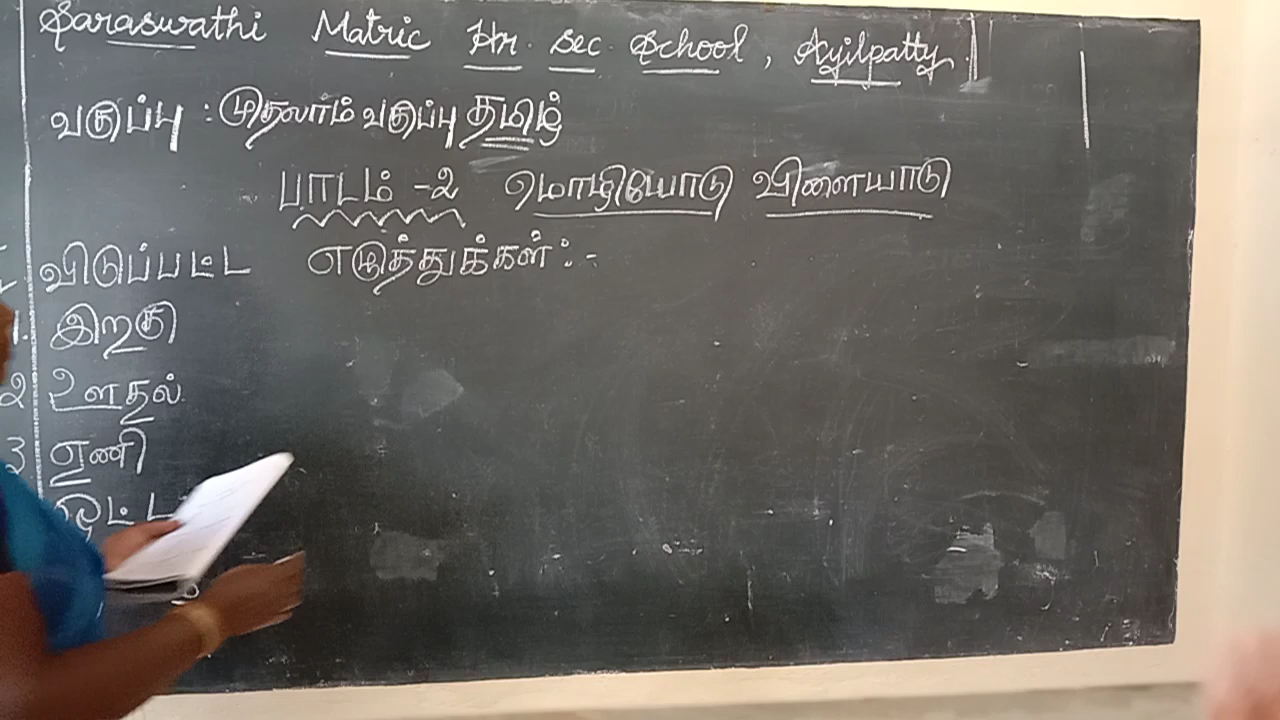 Saraswathi Matric Hr. Sec. School, Ayilpatty.
வகுப்பு : முதலாம் வகுப்பு தமிழ்
பாடம் -2 மொழியோடு விளையாடு
விடுப்பட்ட எழுத்துக்கள் :-
1. இறகு
2 ஊதல்
3 ஏணி